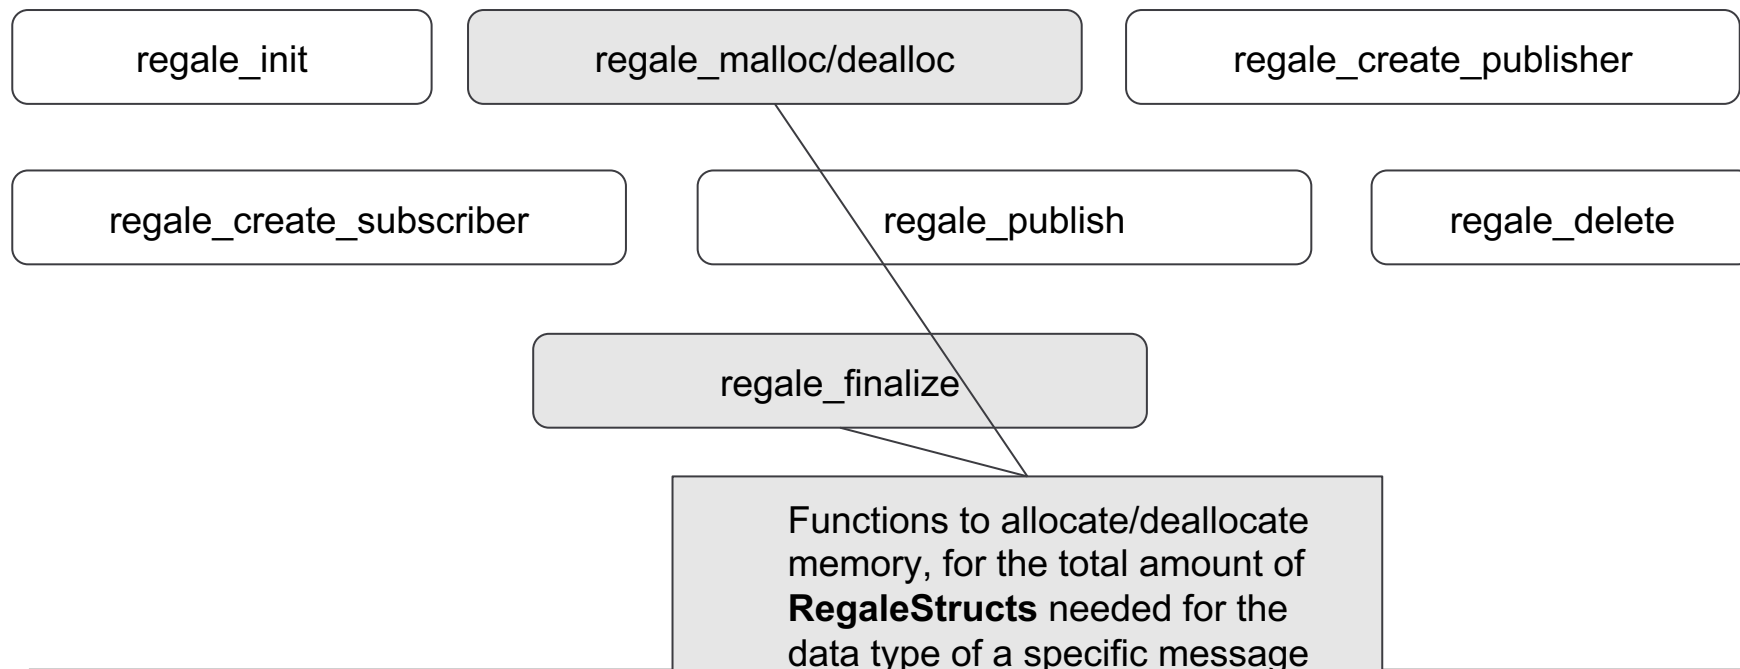 regale_init
regale_malloc/dealloc
regale_create_publisher
regale_create_subscriber
regale_publish
regale_delete
regale_finalize
Functions to allocate/deallocate
memory, for the total amount of
RegaleStructs needed for the
data type of a specific message